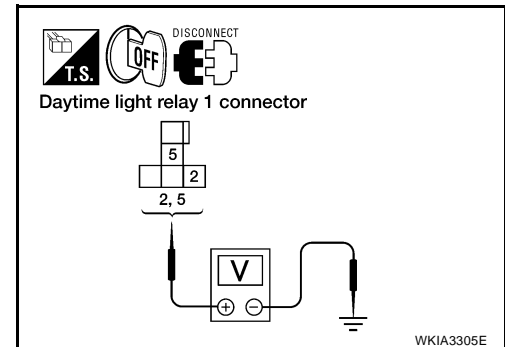 DISCONNECT
T.S.
OFF
Daytime light relay 1 connector
5
2
2, 5
V
+ −
WKIA3305E